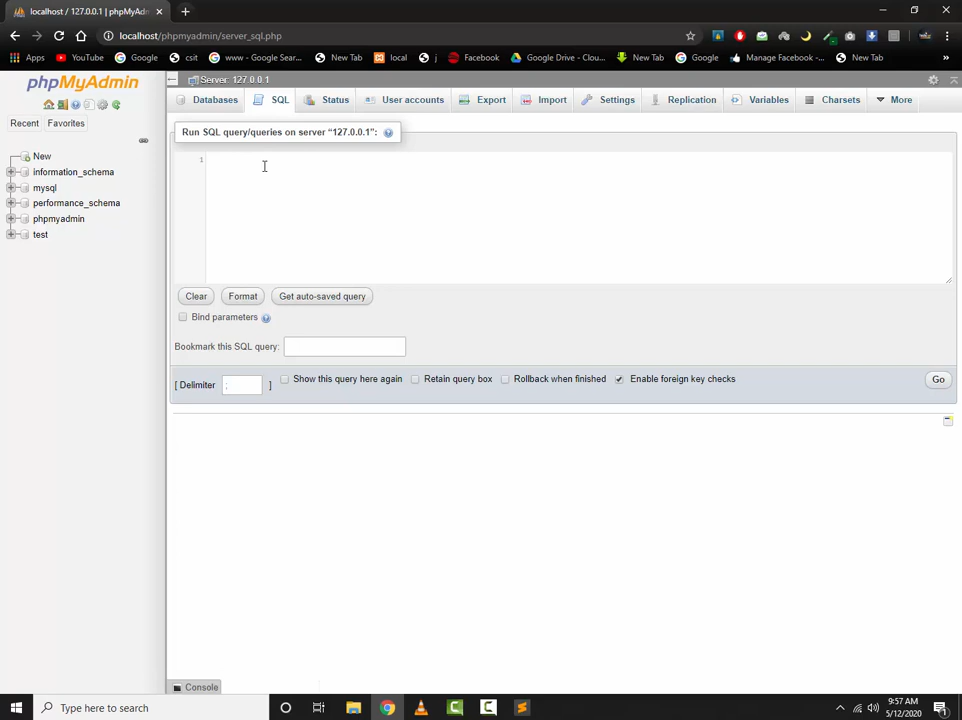 localhost / 127.0.0.1 | phpMyAdm
localhost/phpmyadmin/server_sql.php
Apps YouTube Google csit www - Google Sear... New Tab local j Facebook Google Drive - Clou... New Tab Google Manage Facebook -... New Tab »
phpMyAdmin
Recent Favorites
New
information_schema
mysql
performance_schema
phpmyadmin
test
Server: 127.0.0.1
Databases SQL Status User accounts Export Import Settings Replication Variables Charsets More
Run SQL query/queries on server “127.0.0.1”:
1
Clear Format Get auto-saved query
Bind parameters
Bookmark this SQL query:
[ Delimiter ; ] Show this query here again Retain query box Rollback when finished Enable foreign key checks Go
Console
Type here to search
9:57 AM
5/12/2020